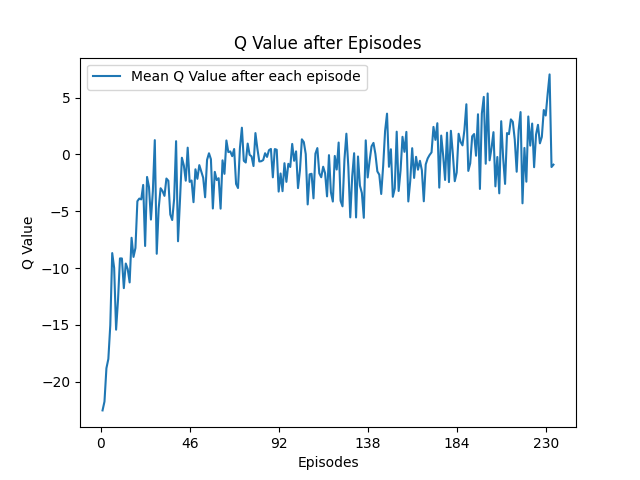 Q Value after Episodes
Mean Q Value after each episode
5
0
−5
−10
−15
−20
Q Value
0 46 92 138 184 230
Episodes